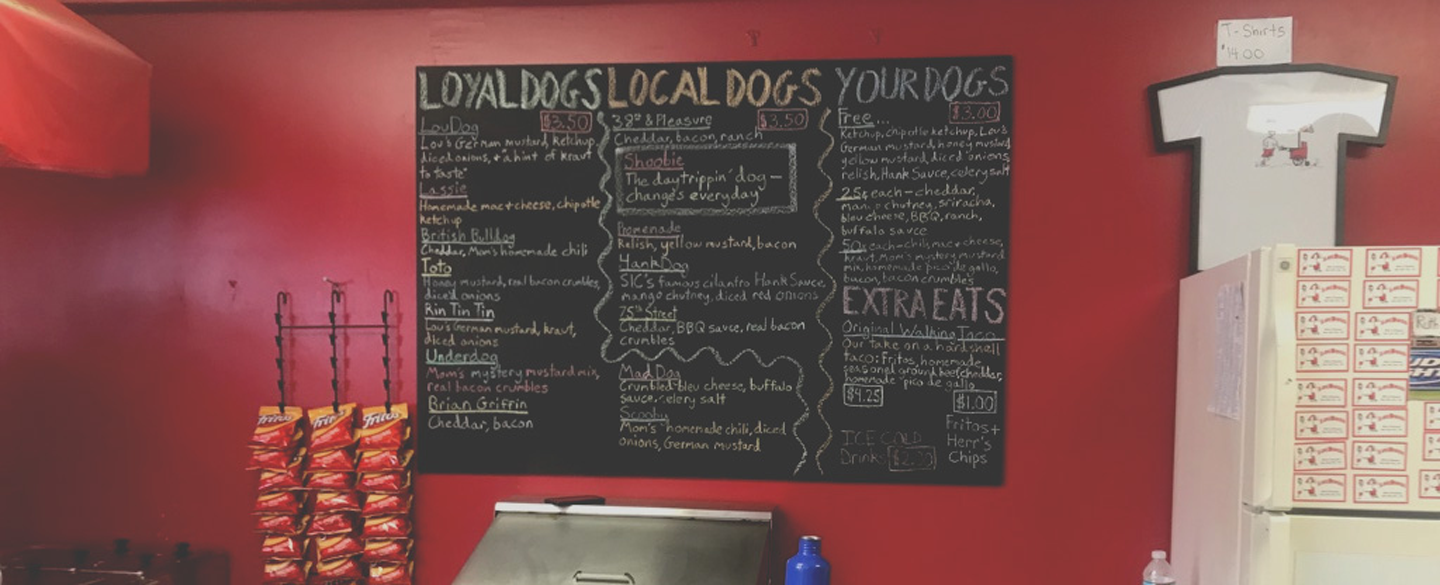 LOYAL DOGS
$3.50
LouDog
Lou's German mustard, Ketchup,
diced onions, + a hint of kraut
"to taste"
Lassie
Homemade mac+cheese, chipotle
ketchup
British Bulldog
Cheddar, Mom's homemade chili
Toto
Honey mustard, real bacon crumbles,
diced onions
Rin Tin Tin
Lou's German mustard, kraut,
diced onions
Underdog
Mom's mystery mustard mix,
real bacon crumbles
Brian Griffin
Cheddar, bacon
LOCAL DOGS
38th & Pleasure
$3.50
Cheddar, bacon, ranch
Shoobie
The daytrippin' dog —
changes everyday
Promenade
Relish, yellow mustard, bacon
HankDog
SIC's famous cilantro Hank Sauce,
mango chutney, diced red onions
75th Street
Cheddar, BBQ sauce, real bacon
crumbles
Mad Dog
Crumbled bleu cheese, buffalo
sauce, celery salt
Scooby
Mom's homemade chili, diced
onions, German mustard
YOUR DOGS
Free...
$3.00
Ketchup, chipotle ketchup, Lou's
German mustard, honey mustard
yellow mustard, diced onions,
relish, Hank Sauce, celery salt
25¢ each - cheddar,
mango chutney, sriracha,
bleu cheese, BBQ, ranch,
buffalo sauce
50¢ each - chili, mac + cheese,
kraut, Mom's mystery mustard
mix, homemade pico de gallo,
bacon, bacon crumbles
EXTRA EATS
Original Walking Taco
Our take on a hard shell
taco: Fritos, homemade
seasoned ground beef, cheddar,
homemade pico de gallo
$4.25
$1.00
Fritos +
Herr's
Chips
ICE COLD
Drinks $2.00
T-Shirts
$14.00
Fritos
Fritos
Fritos